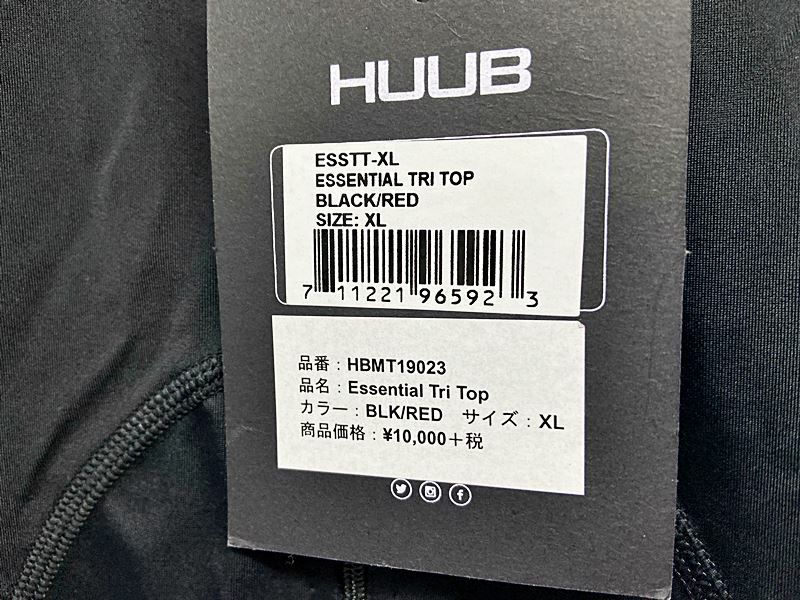 HUUB
ESSTT-XL
ESSENTIAL TRI TOP
BLACK/RED
SIZE: XL
7 11221 96592 3
品番：HBMT19023
品名：Essential Tri Top
カラー：BLK/RED サイズ：XL
商品価格：¥10,000＋税